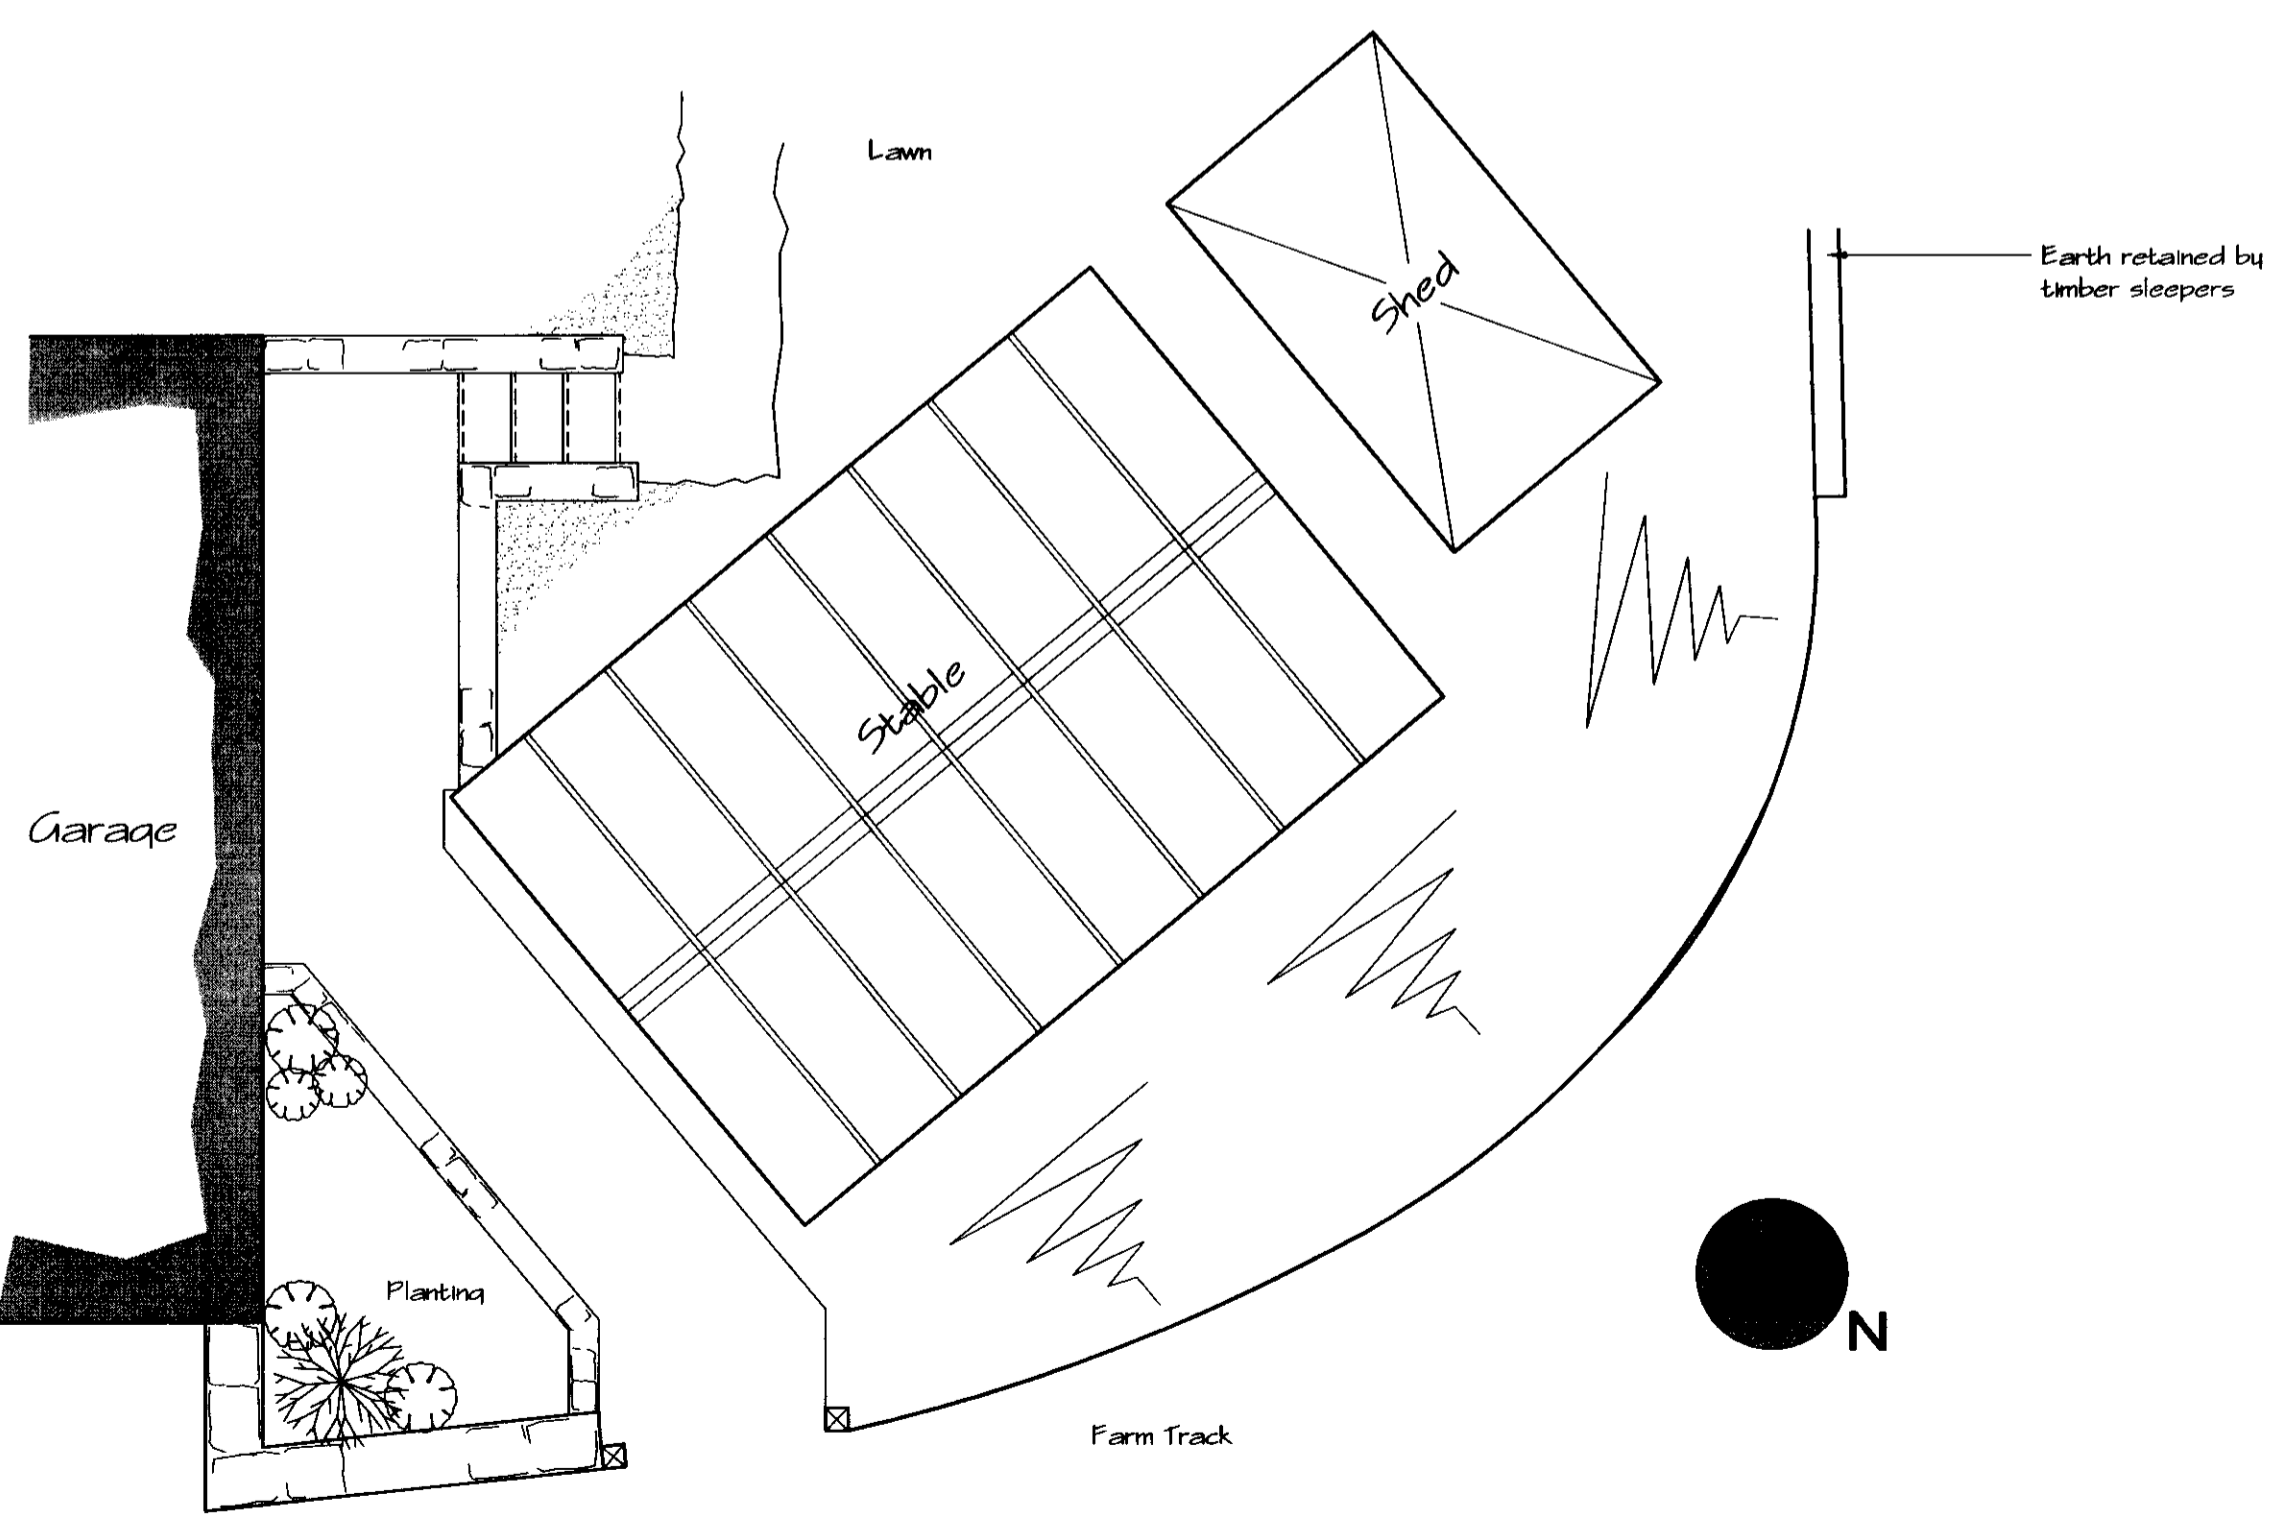 Lawn
Shed
Earth retained by
timber sleepers
Stable
Garage
Planting
N
Farm Track